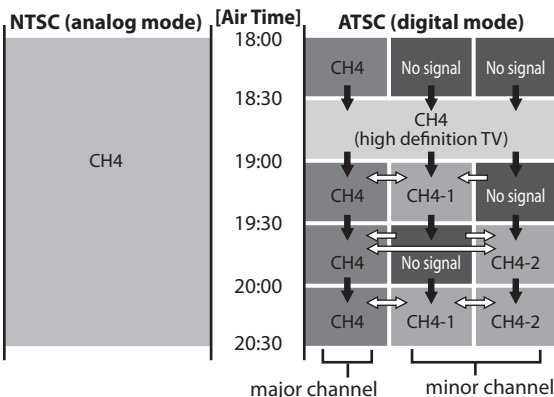 NTSC (analog mode) [Air Time] ATSC (digital mode)
18:00
CH4 No signal No signal
18:30
CH4
(high definition TV)
CH4
19:00
CH4 CH4-1 No signal
19:30
CH4 No signal CH4-2
20:00
CH4 CH4-1 CH4-2
20:30
major channel minor channel